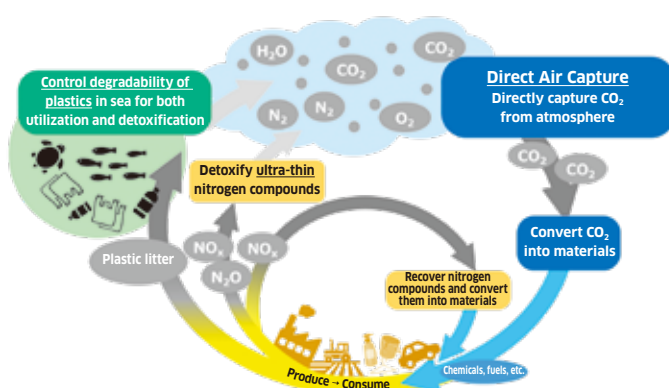 H₂O
CO₂
CO₂
N₂
N₂
O₂
Control degradability of
plastics in sea for both
utilization and detoxification
Direct Air Capture
Directly capture CO₂
from atmosphere
CO₂
CO₂
Detoxify ultra-thin
nitrogen compounds
Plastic litter
NOₓ
NOₓ
N₂O
Convert CO₂
into materials
Recover nitrogen
compounds and convert
them into materials
Chemicals, fuels, etc.
Produce → Consume